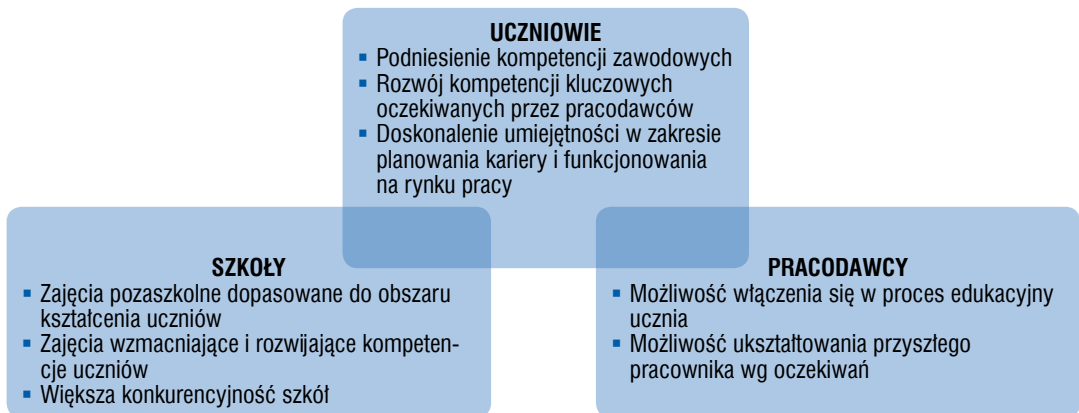 UCZNIOWIE
▪ Podniesienie kompetencji zawodowych
▪ Rozwój kompetencji kluczowych
oczekiwanych przez pracodawców
▪ Doskonalenie umiejętności w zakresie
planowania kariery i funkcjonowania
na rynku pracy
SZKOŁY
▪ Zajęcia pozaszkolne dopasowane do obszaru
kształcenia uczniów
▪ Zajęcia wzmacniające i rozwijające kompeten-
cje uczniów
▪ Większa konkurencyjność szkół
PRACODAWCY
▪ Możliwość włączenia się w proces edukacyjny
ucznia
▪ Możliwość ukształtowania przyszłego
pracownika wg oczekiwań